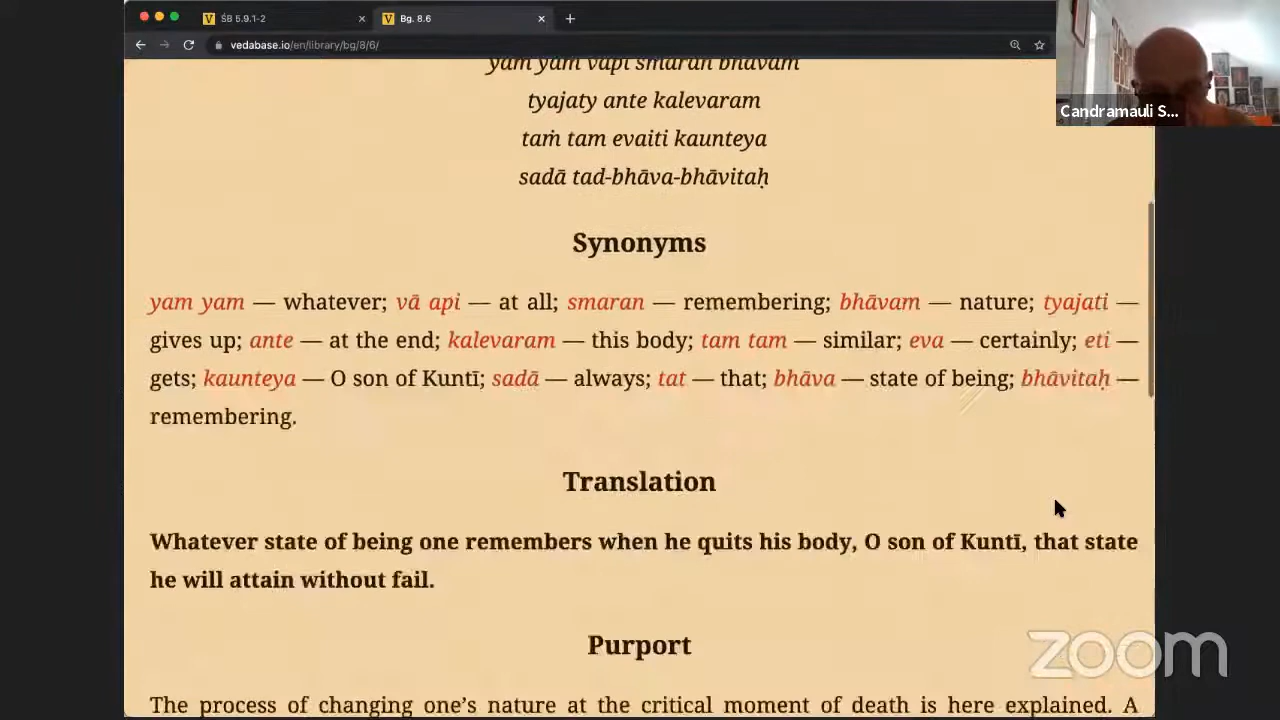 ŚB 5.9.1-2
Bg. 8.6
vedabase.io/en/library/bg/8/6/
Candramauli S...
yaṁ yaṁ vāpi smaran bhāvaṁ
tyajaty ante kalevaram
taṁ tam evaiti kaunteya
sadā tad-bhāva-bhāvitaḥ
Synonyms
yam yam — whatever; vā api — at all; smaran — remembering; bhāvam — nature; tyajati —
gives up; ante — at the end; kalevaram — this body; tam tam — similar; eva — certainly; eti —
gets; kaunteya — O son of Kuntī; sadā — always; tat — that; bhāva — state of being; bhāvitaḥ —
remembering.
Translation
Whatever state of being one remembers when he quits his body, O son of Kuntī, that state
he will attain without fail.
Purport
The process of changing one’s nature at the critical moment of death is here explained. A
zoom